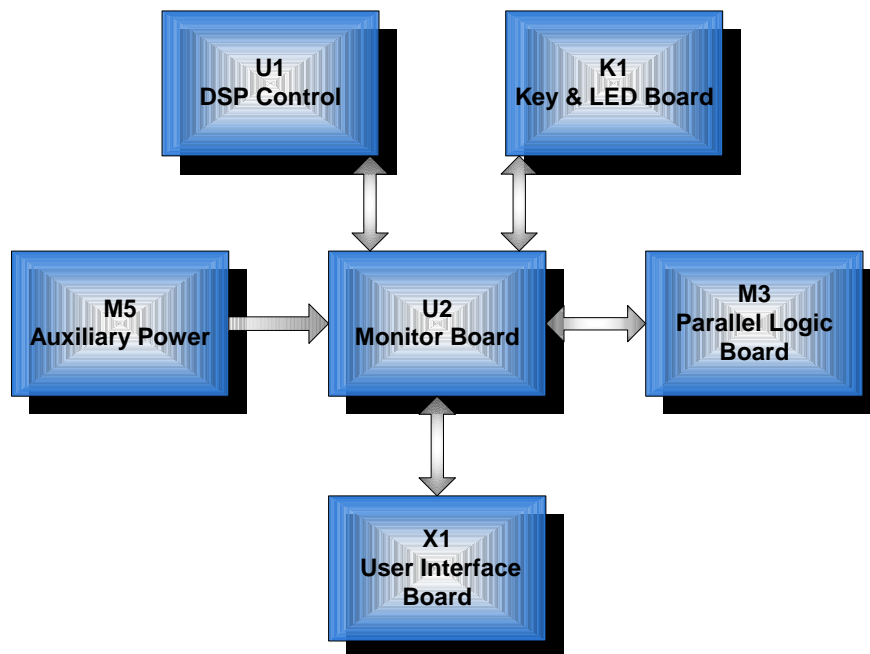 U1
DSP Control
K1
Key & LED Board
M5
Auxiliary Power
U2
Monitor Board
M3
Parallel Logic
Board
X1
User Interface
Board